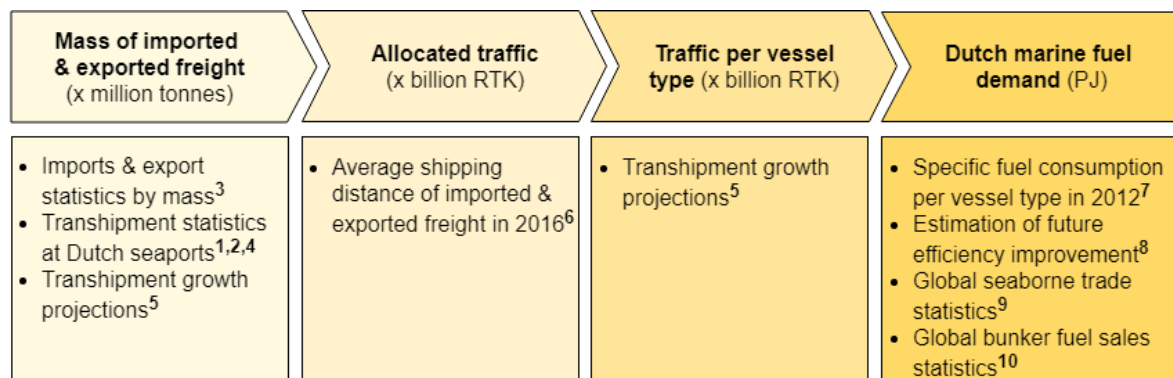 Mass of imported
& exported freight
(x million tonnes)
Allocated traffic
(x billion RTK)
Traffic per vessel
type (x billion RTK)
Dutch marine fuel
demand (PJ)
• Imports & export
statistics by mass3
• Transhipment statistics
at Dutch seaports1,2,4
• Transhipment growth
projections5
• Average shipping
distance of imported &
exported freight in 20166
• Transhipment growth
projections5
• Specific fuel consumption
per vessel type in 20127
• Estimation of future
efficiency improvement8
• Global seaborne trade
statistics9
• Global bunker fuel sales
statistics10